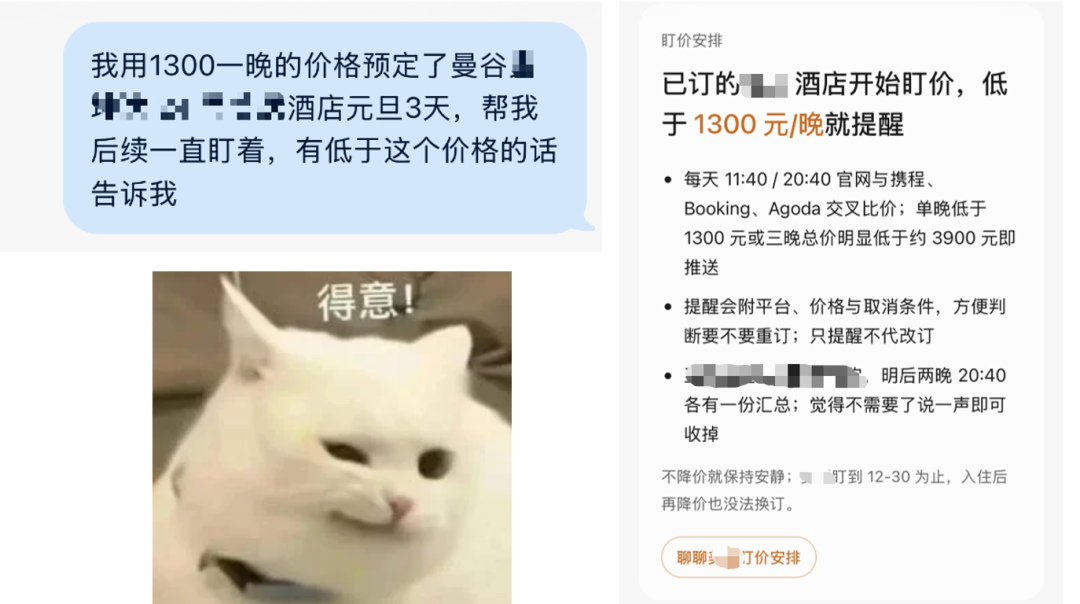 我用1300一晚的价格预定了曼谷
酒店元旦3天，帮我
后续一直盯着，有低于这个价格的话
告诉我
得意！
盯价安排
已订的 酒店开始盯价，低
于 1300 元/晚就提醒
• 每天 11:40 / 20:40 官网与携程、
Booking、Agoda 交叉比价；单晚低于
1300 元或三晚总价明显低于约 3900 元即
推送
• 提醒会附平台、价格与取消条件，方便判
断要不要重订；只提醒不代改订
• ，明后两晚 20:40
各有一份汇总；觉得不需要了说一声即可
收掉
不降价就保持安静； 盯到 12-30 为止，入住后
再降价也没法换订。
聊聊 盯价安排